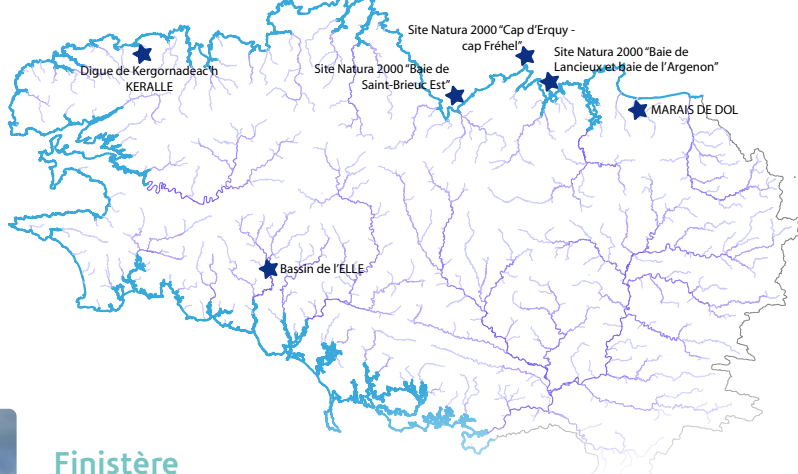 Site Natura 2000 “Cap d’Erquy -
cap Fréhel”
Site Natura 2000 “Baie de
Lancieux et baie de l’Argenon”
Digue de Kergornadeac'h
KERALLE
Site Natura 2000 “Baie de
Saint-Brieuc Est”
MARAIS DE DOL
Bassin de l’ELLE
Finistère